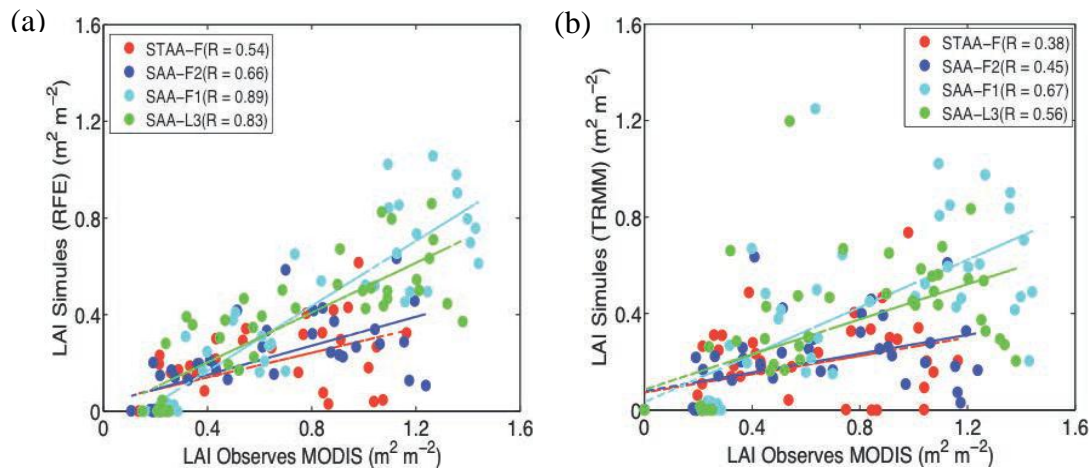 (a)
LAI Simules (RFE) (m² m⁻²)
1.6
1.2
0.8
0.4
0
STAA-F(R = 0.54)
SAA-F2(R = 0.66)
SAA-F1(R = 0.89)
SAA-L3(R = 0.83)
0 0.4 0.8 1.2 1.6
LAI Observes MODIS (m² m⁻²)
(b)
LAI Simules (TRMM) (m² m⁻²)
1.6
1.2
0.8
0.4
0
STAA-F(R = 0.38)
SAA-F2(R = 0.45)
SAA-F1(R = 0.67)
SAA-L3(R = 0.56)
0 0.4 0.8 1.2 1.6
LAI Observes MODIS (m² m⁻²)